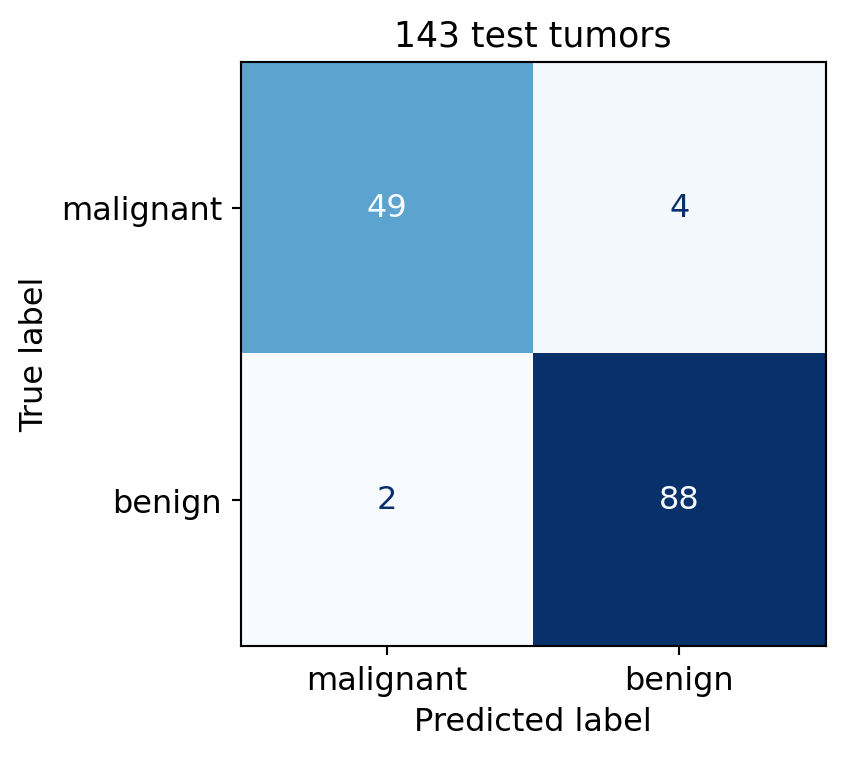 143 test tumors
True label
malignant
49
4
benign
2
88
malignant
benign
Predicted label